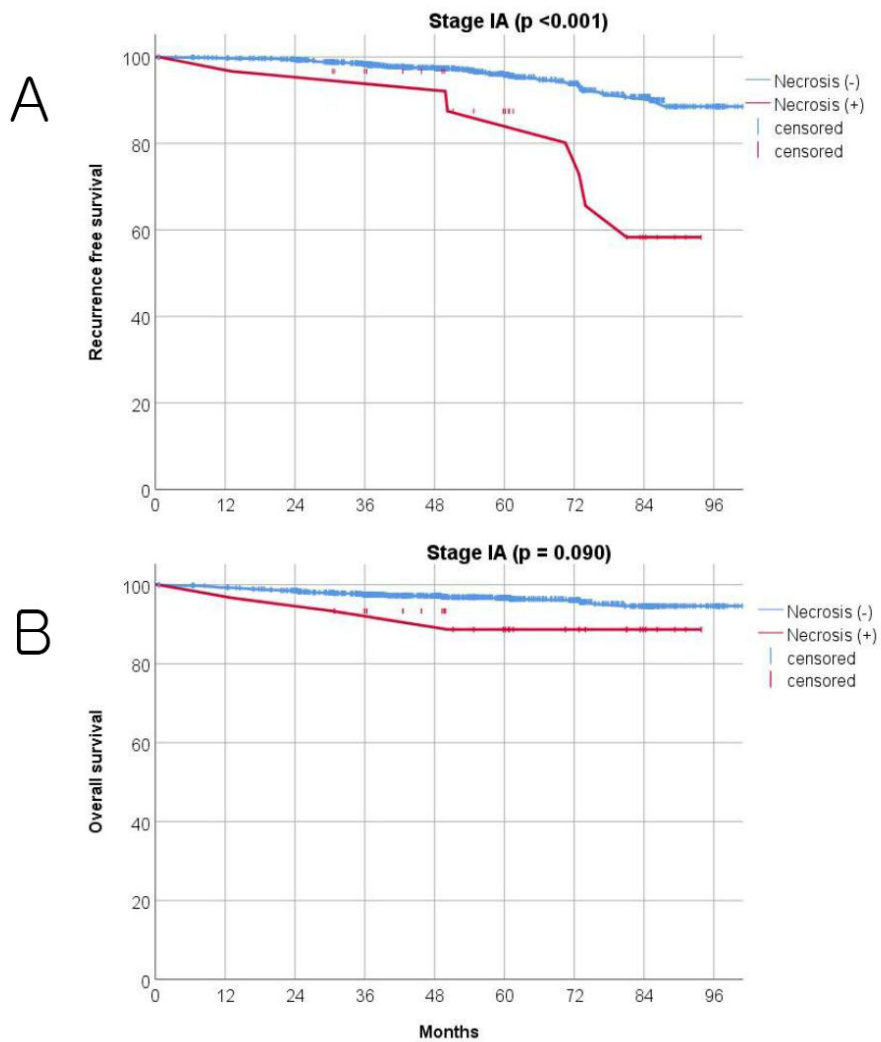 A
Stage IA (p <0.001)
Recurrence free survival
100
80
60
40
20
0
0 12 24 36 48 60 72 84 96
Necrosis (-)
Necrosis (+)
censored
censored
B
Stage IA (p = 0.090)
Overall survival
100
80
60
40
20
0
0 12 24 36 48 60 72 84 96
Months
Necrosis (-)
Necrosis (+)
censored
censored